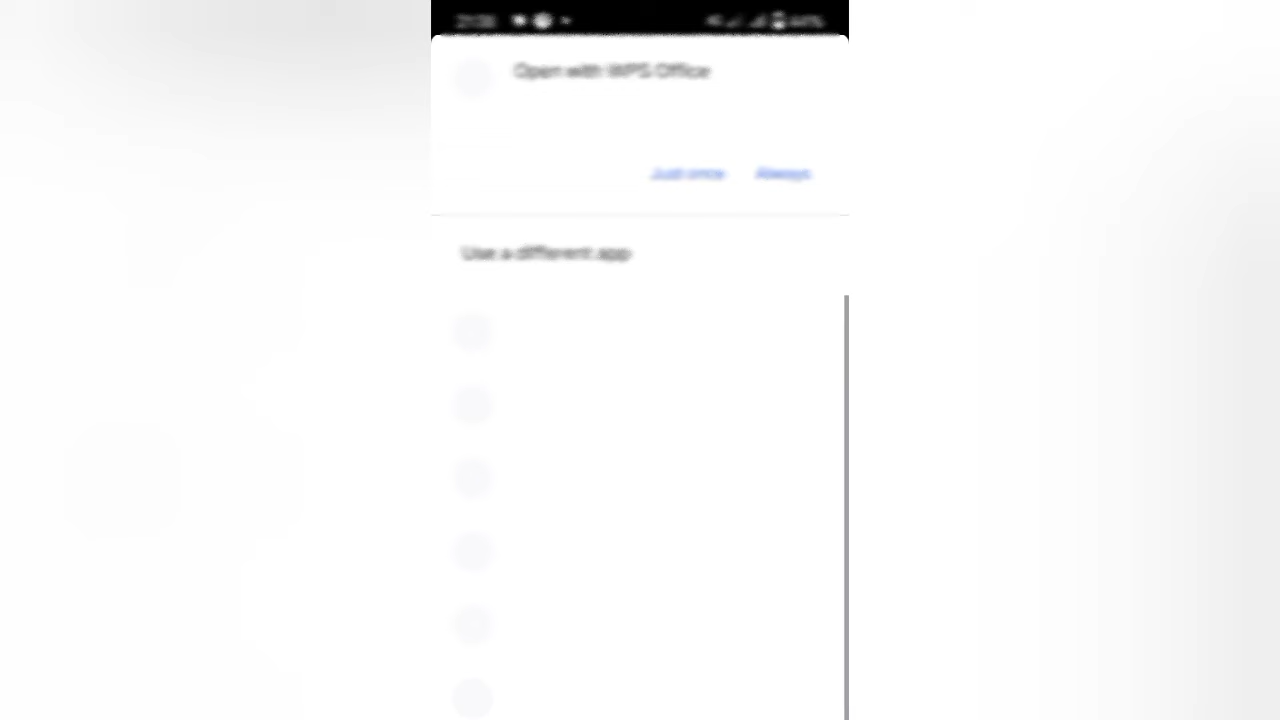 Open with WPS Office
Just once Always
Use a different app